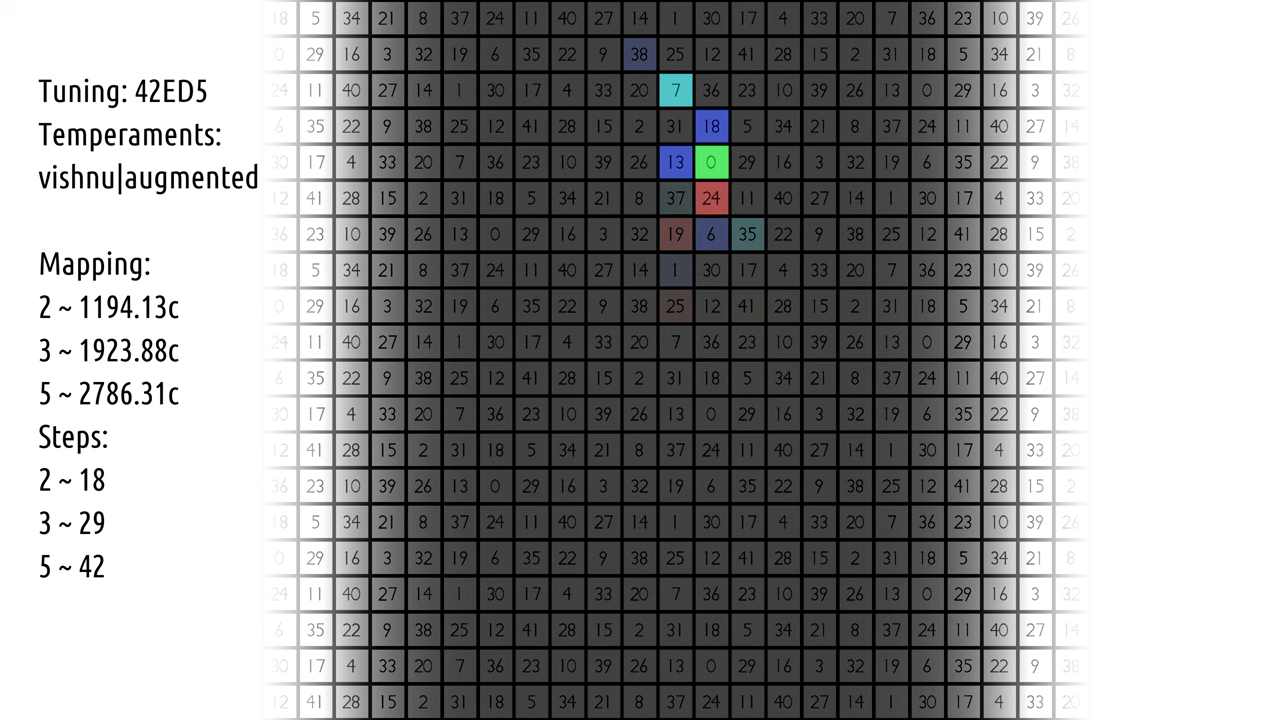 Tuning: 42ED5
Temperaments:
vishnu|augmented
Mapping:
2 ~ 1194.13c
3 ~ 1923.88c
5 ~ 2786.31c
Steps:
2 ~ 18
3 ~ 29
5 ~ 42
18 5 34 21 8 37 24 11 40 27 14 1 30 17 4 33 20 7 36 23 10 39 26
0 29 16 3 32 19 6 35 22 9 38 25 12 41 28 15 2 31 18 5 34 21 8
24 11 40 27 14 1 30 17 4 33 20 7 36 23 10 39 26 13 0 29 16 3 32
6 35 22 9 38 25 12 41 28 15 2 31 18 5 34 21 8 37 24 11 40 27 14
30 17 4 33 20 7 36 23 10 39 26 13 0 29 16 3 32 19 6 35 22 9 38
12 41 28 15 2 31 18 5 34 21 8 37 24 11 40 27 14 1 30 17 4 33 20
36 23 10 39 26 13 0 29 16 3 32 19 6 35 22 9 38 25 12 41 28 15 2
18 5 34 21 8 37 24 11 40 27 14 1 30 17 4 33 20 7 36 23 10 39 26
0 29 16 3 32 19 6 35 22 9 38 25 12 41 28 15 2 31 18 5 34 21 8
24 11 40 27 14 1 30 17 4 33 20 7 36 23 10 39 26 13 0 29 16 3 32
6 35 22 9 38 25 12 41 28 15 2 31 18 5 34 21 8 37 24 11 40 27 14
30 17 4 33 20 7 36 23 10 39 26 13 0 29 16 3 32 19 6 35 22 9 38
12 41 28 15 2 31 18 5 34 21 8 37 24 11 40 27 14 1 30 17 4 33 20
36 23 10 39 26 13 0 29 16 3 32 19 6 35 22 9 38 25 12 41 28 15 2
18 5 34 21 8 37 24 11 40 27 14 1 30 17 4 33 20 7 36 23 10 39 26
0 29 16 3 32 19 6 35 22 9 38 25 12 41 28 15 2 31 18 5 34 21 8
24 11 40 27 14 1 30 17 4 33 20 7 36 23 10 39 26 13 0 29 16 3 32
6 35 22 9 38 25 12 41 28 15 2 31 18 5 34 21 8 37 24 11 40 27 14
30 17 4 33 20 7 36 23 10 39 26 13 0 29 16 3 32 19 6 35 22 9 38
12 41 28 15 2 31 18 5 34 21 8 37 24 11 40 27 14 1 30 17 4 33 20